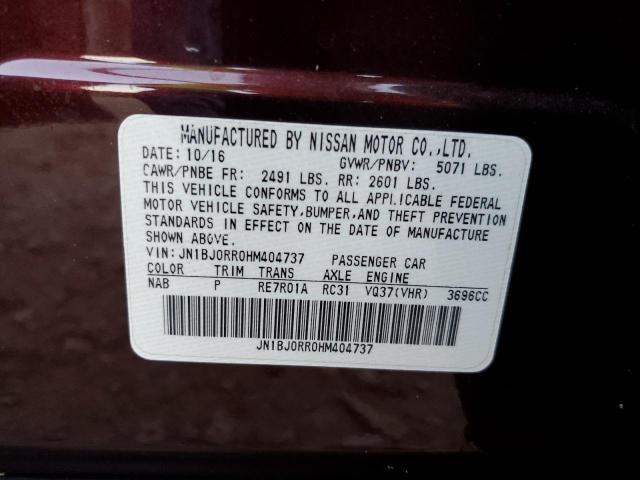 MANUFACTURED BY NISSAN MOTOR CO.,LTD.
DATE: 10/16 GVWR/PNBV: 5071 LBS.
CAWR/PNBE FR: 2491 LBS. RR: 2601 LBS.
THIS VEHICLE CONFORMS TO ALL APPLICABLE FEDERAL
MOTOR VEHICLE SAFETY,BUMPER,AND THEFT PREVENTION
STANDARDS IN EFFECT ON THE DATE OF MANUFACTURE
SHOWN ABOVE.
VIN: JN1BJ0RR0HM404737 PASSENGER CAR
COLOR TRIM TRANS AXLE ENGINE
NAB P RE7R01A RC31 VQ37(VHR) 3696CC
JN1BJ0RR0HM404737